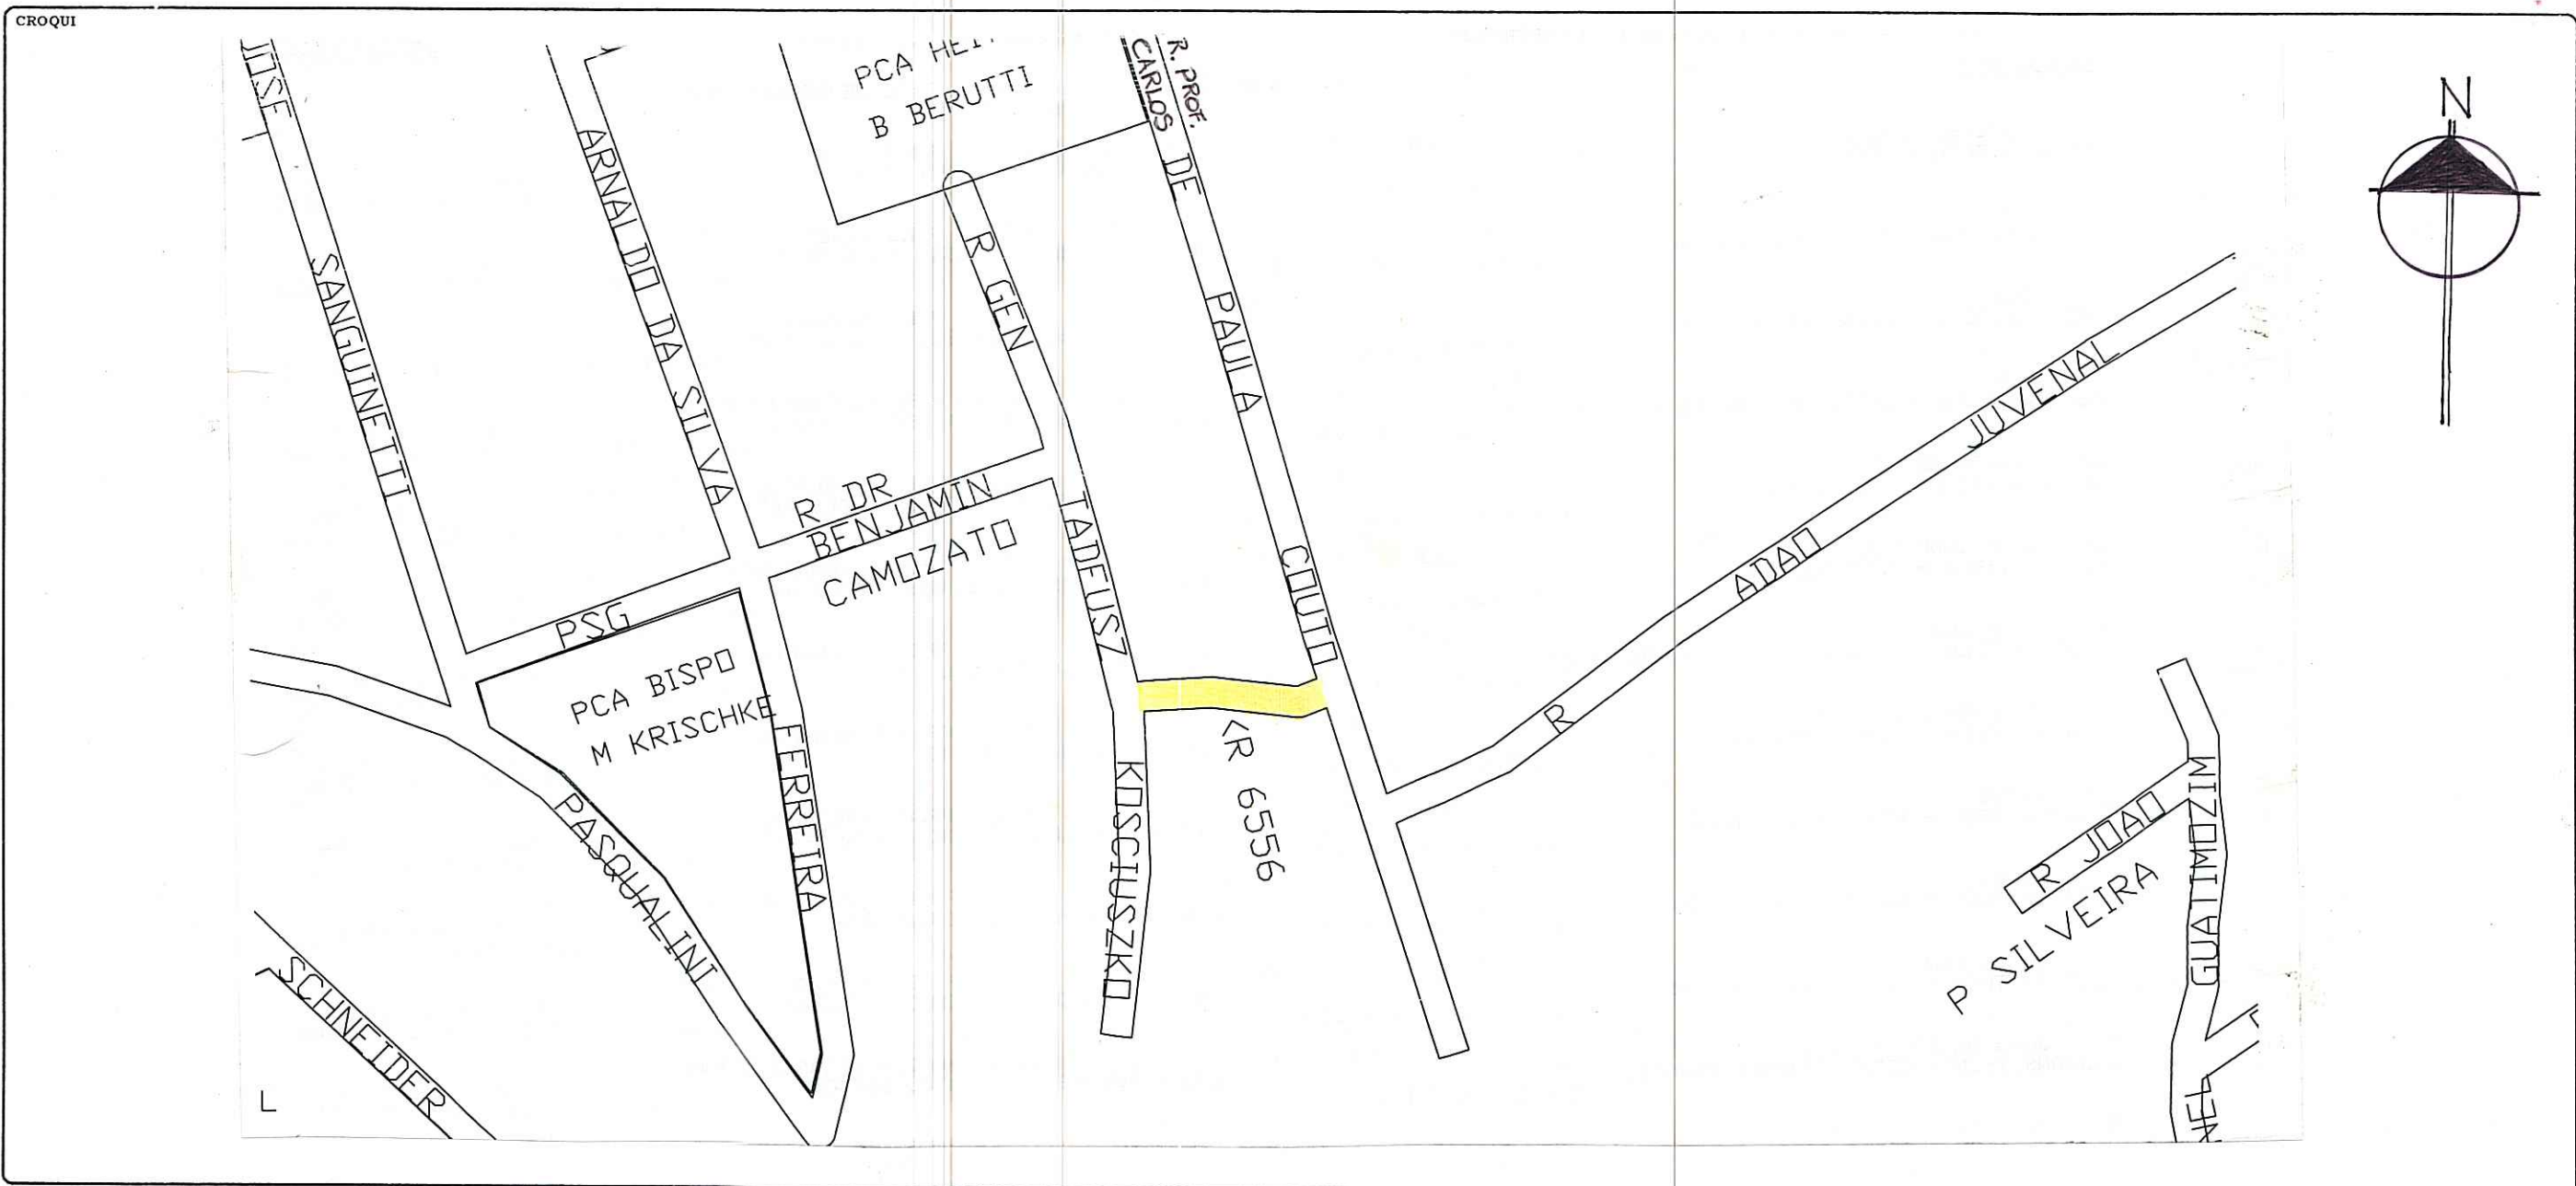 CROQUI
JOSE
SANGUINETTI
ARNALDO DA SILVA
FERREIRA
PCA HEI.
B BERUTTI
R. PROF.
CARLOS DE PAULA COUTO
N
R GEN TADEUSZ KOSCIUSZKO
R DR
BENJAMIN
CAMOZATO
PSG
PCA BISPO
M KRISCHKE
PASQUALINI
<R 6556
R ADAO JUVENAL
R JOAO
P SILVEIRA
GUATIMOZIM
SCHNEIDER
L